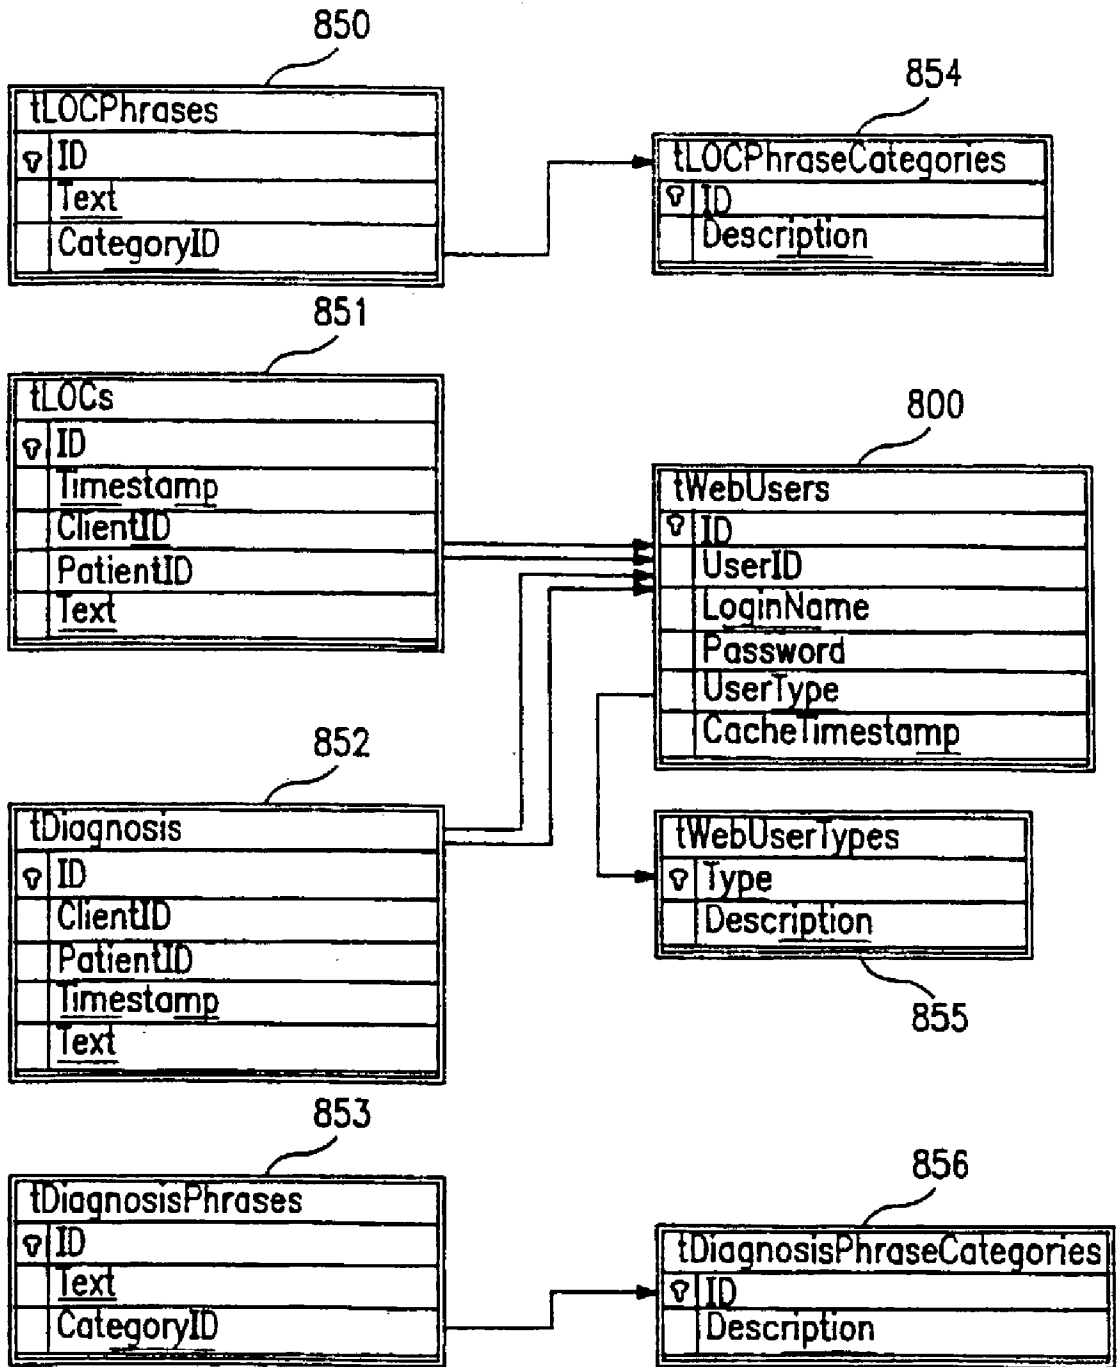 850
tLOCPhrases
ID
Text
CategoryID
854
tLOCPhraseCategories
ID
Description
851
tLOCs
ID
Timestamp
ClientID
PatientID
Text
800
tWebUsers
ID
UserID
LoginName
Password
UserType
CacheTimestamp
852
tDiagnosis
ID
ClientID
PatientID
Timestamp
Text
tWebUserTypes
Type
Description
855
853
tDiagnosisPhrases
ID
Text
CategoryID
856
tDiagnosisPhraseCategories
ID
Description